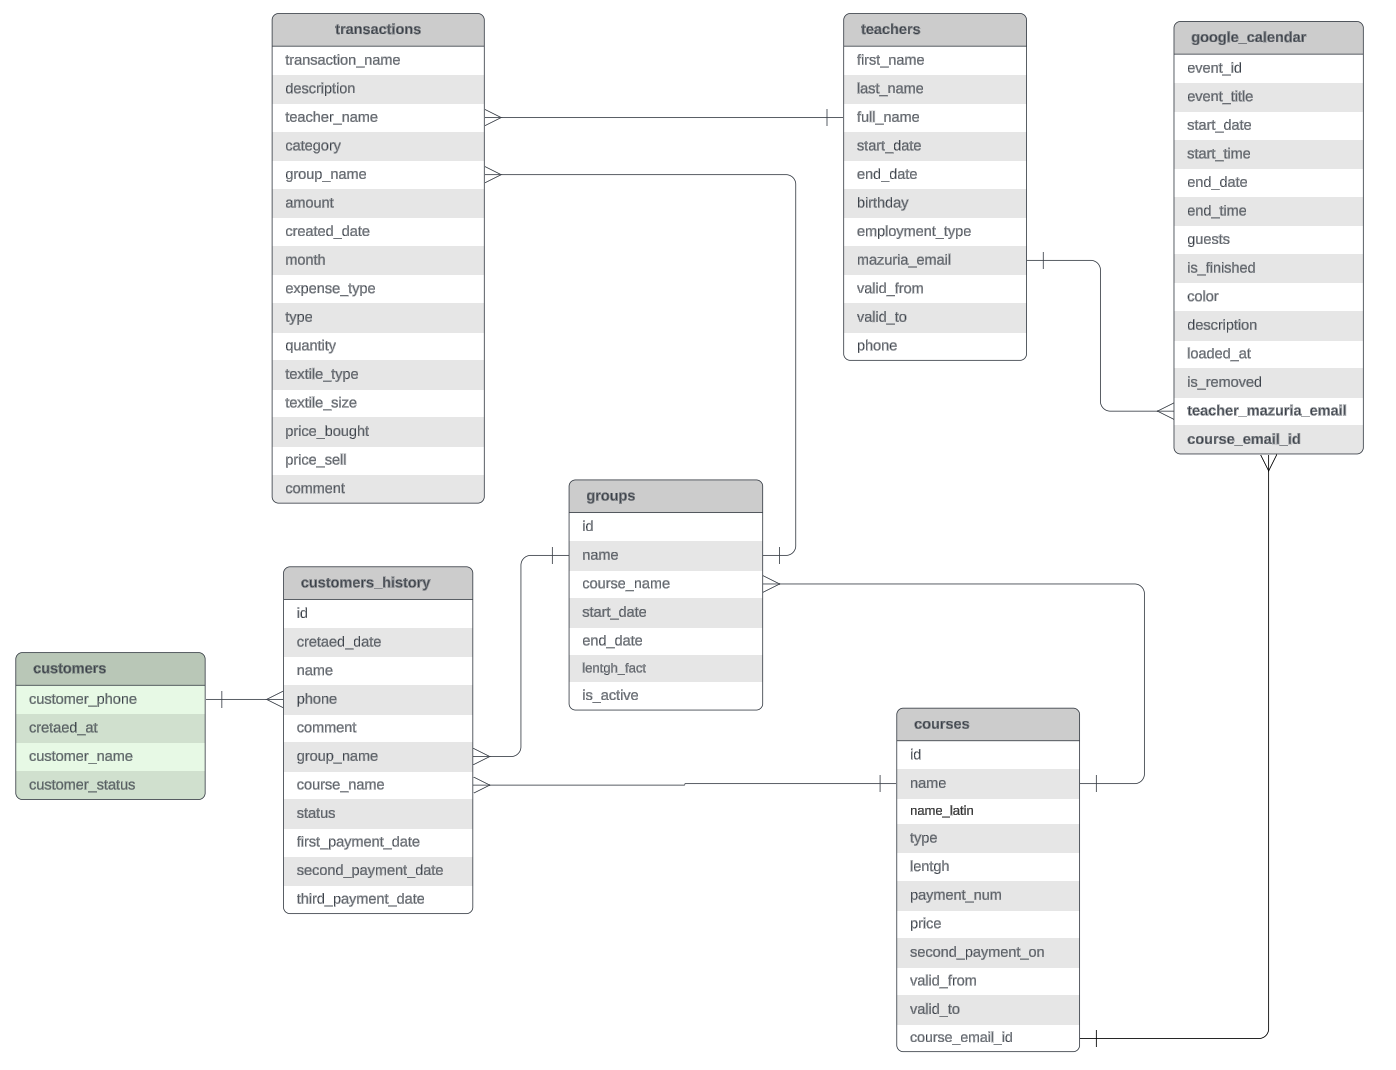 transactions
transaction_name
description
teacher_name
category
group_name
amount
created_date
month
expense_type
type
quantity
textile_type
textile_size
price_bought
price_sell
comment
teachers
first_name
last_name
full_name
start_date
end_date
birthday
employment_type
mazuria_email
valid_from
valid_to
phone
google_calendar
event_id
event_title
start_date
start_time
end_date
end_time
guests
is_finished
color
description
loaded_at
is_removed
teacher_mazuria_email
course_email_id
groups
id
name
course_name
start_date
end_date
lentgh_fact
is_active
customers_history
id
cretaed_date
name
phone
comment
group_name
course_name
status
first_payment_date
second_payment_date
third_payment_date
customers
customer_phone
cretaed_at
customer_name
customer_status
courses
id
name
name_latin
type
lentgh
payment_num
price
second_payment_on
valid_from
valid_to
course_email_id